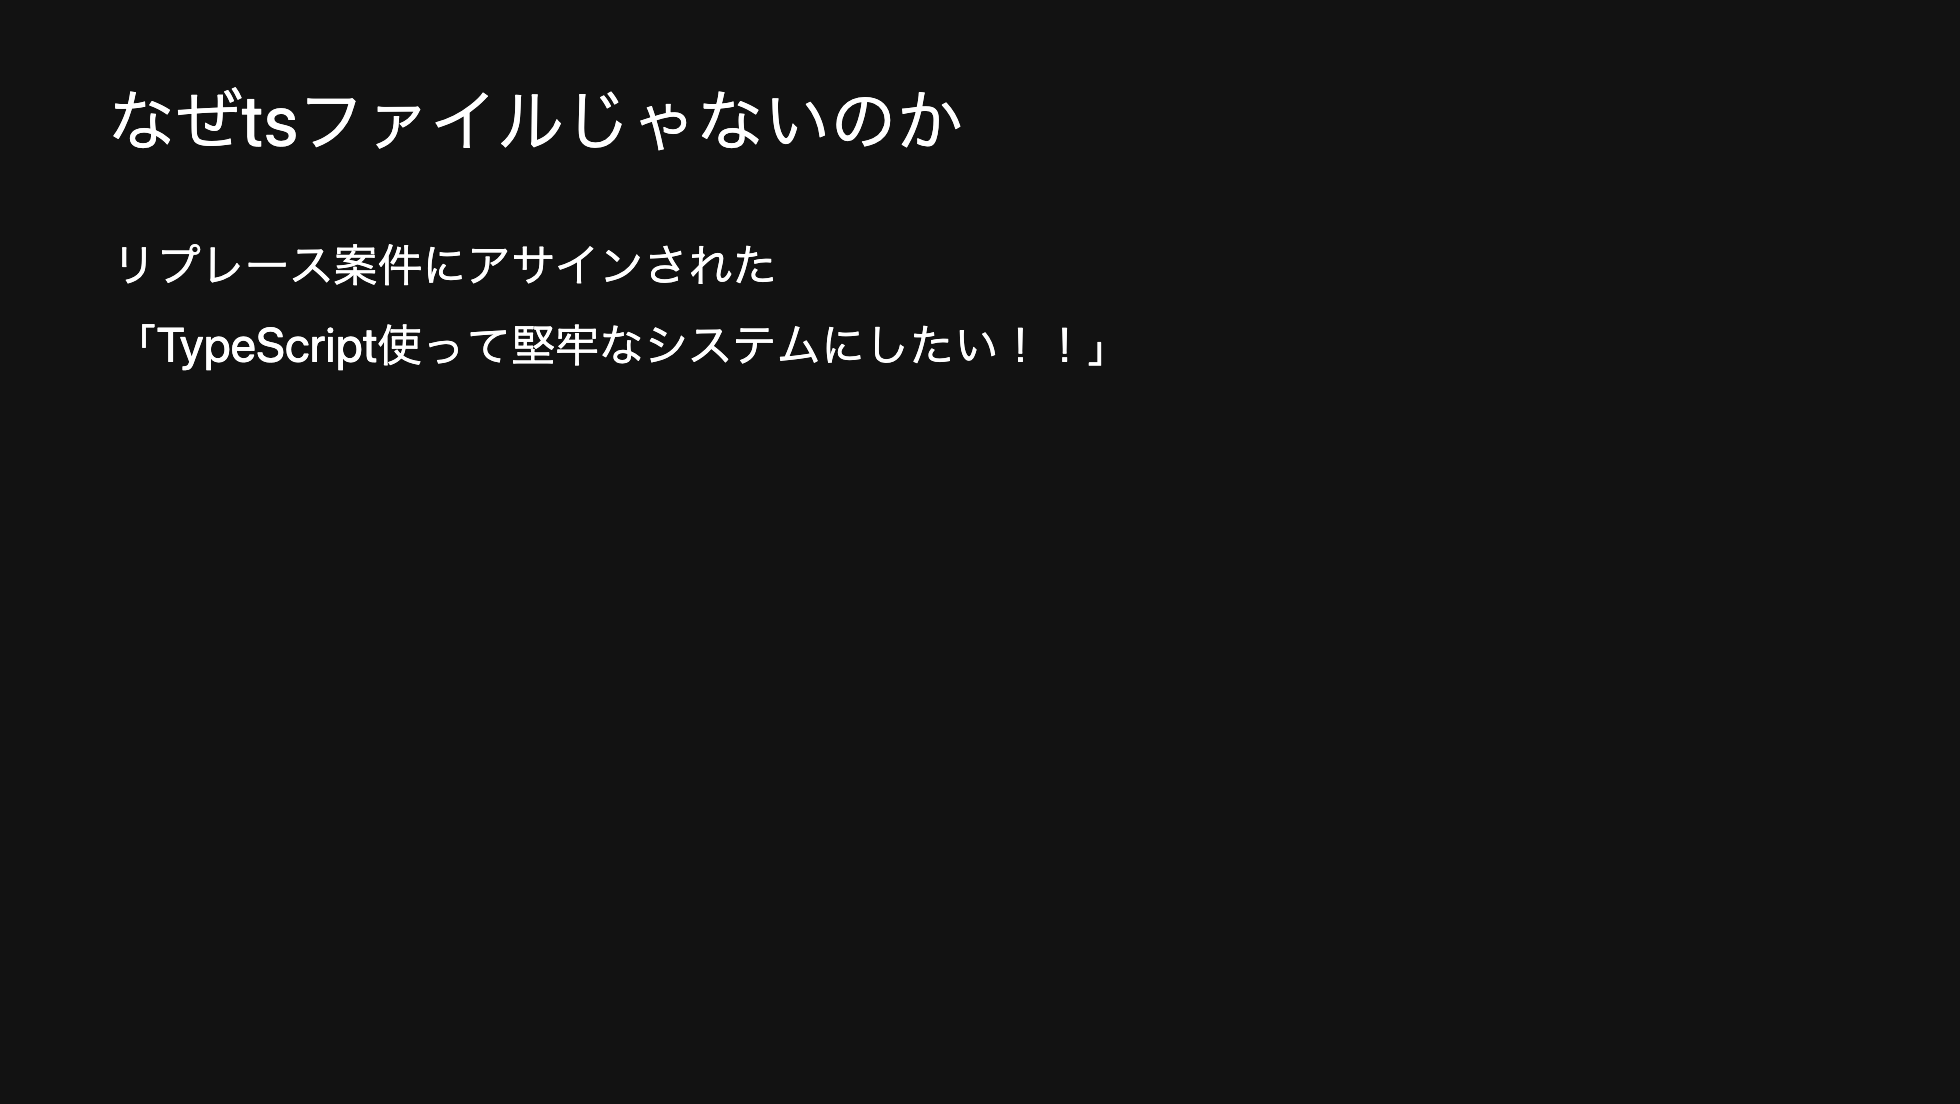 なぜtsファイルじゃないのか
リプレース案件にアサインされた
「TypeScript使って堅牢なシステムにしたい！！」